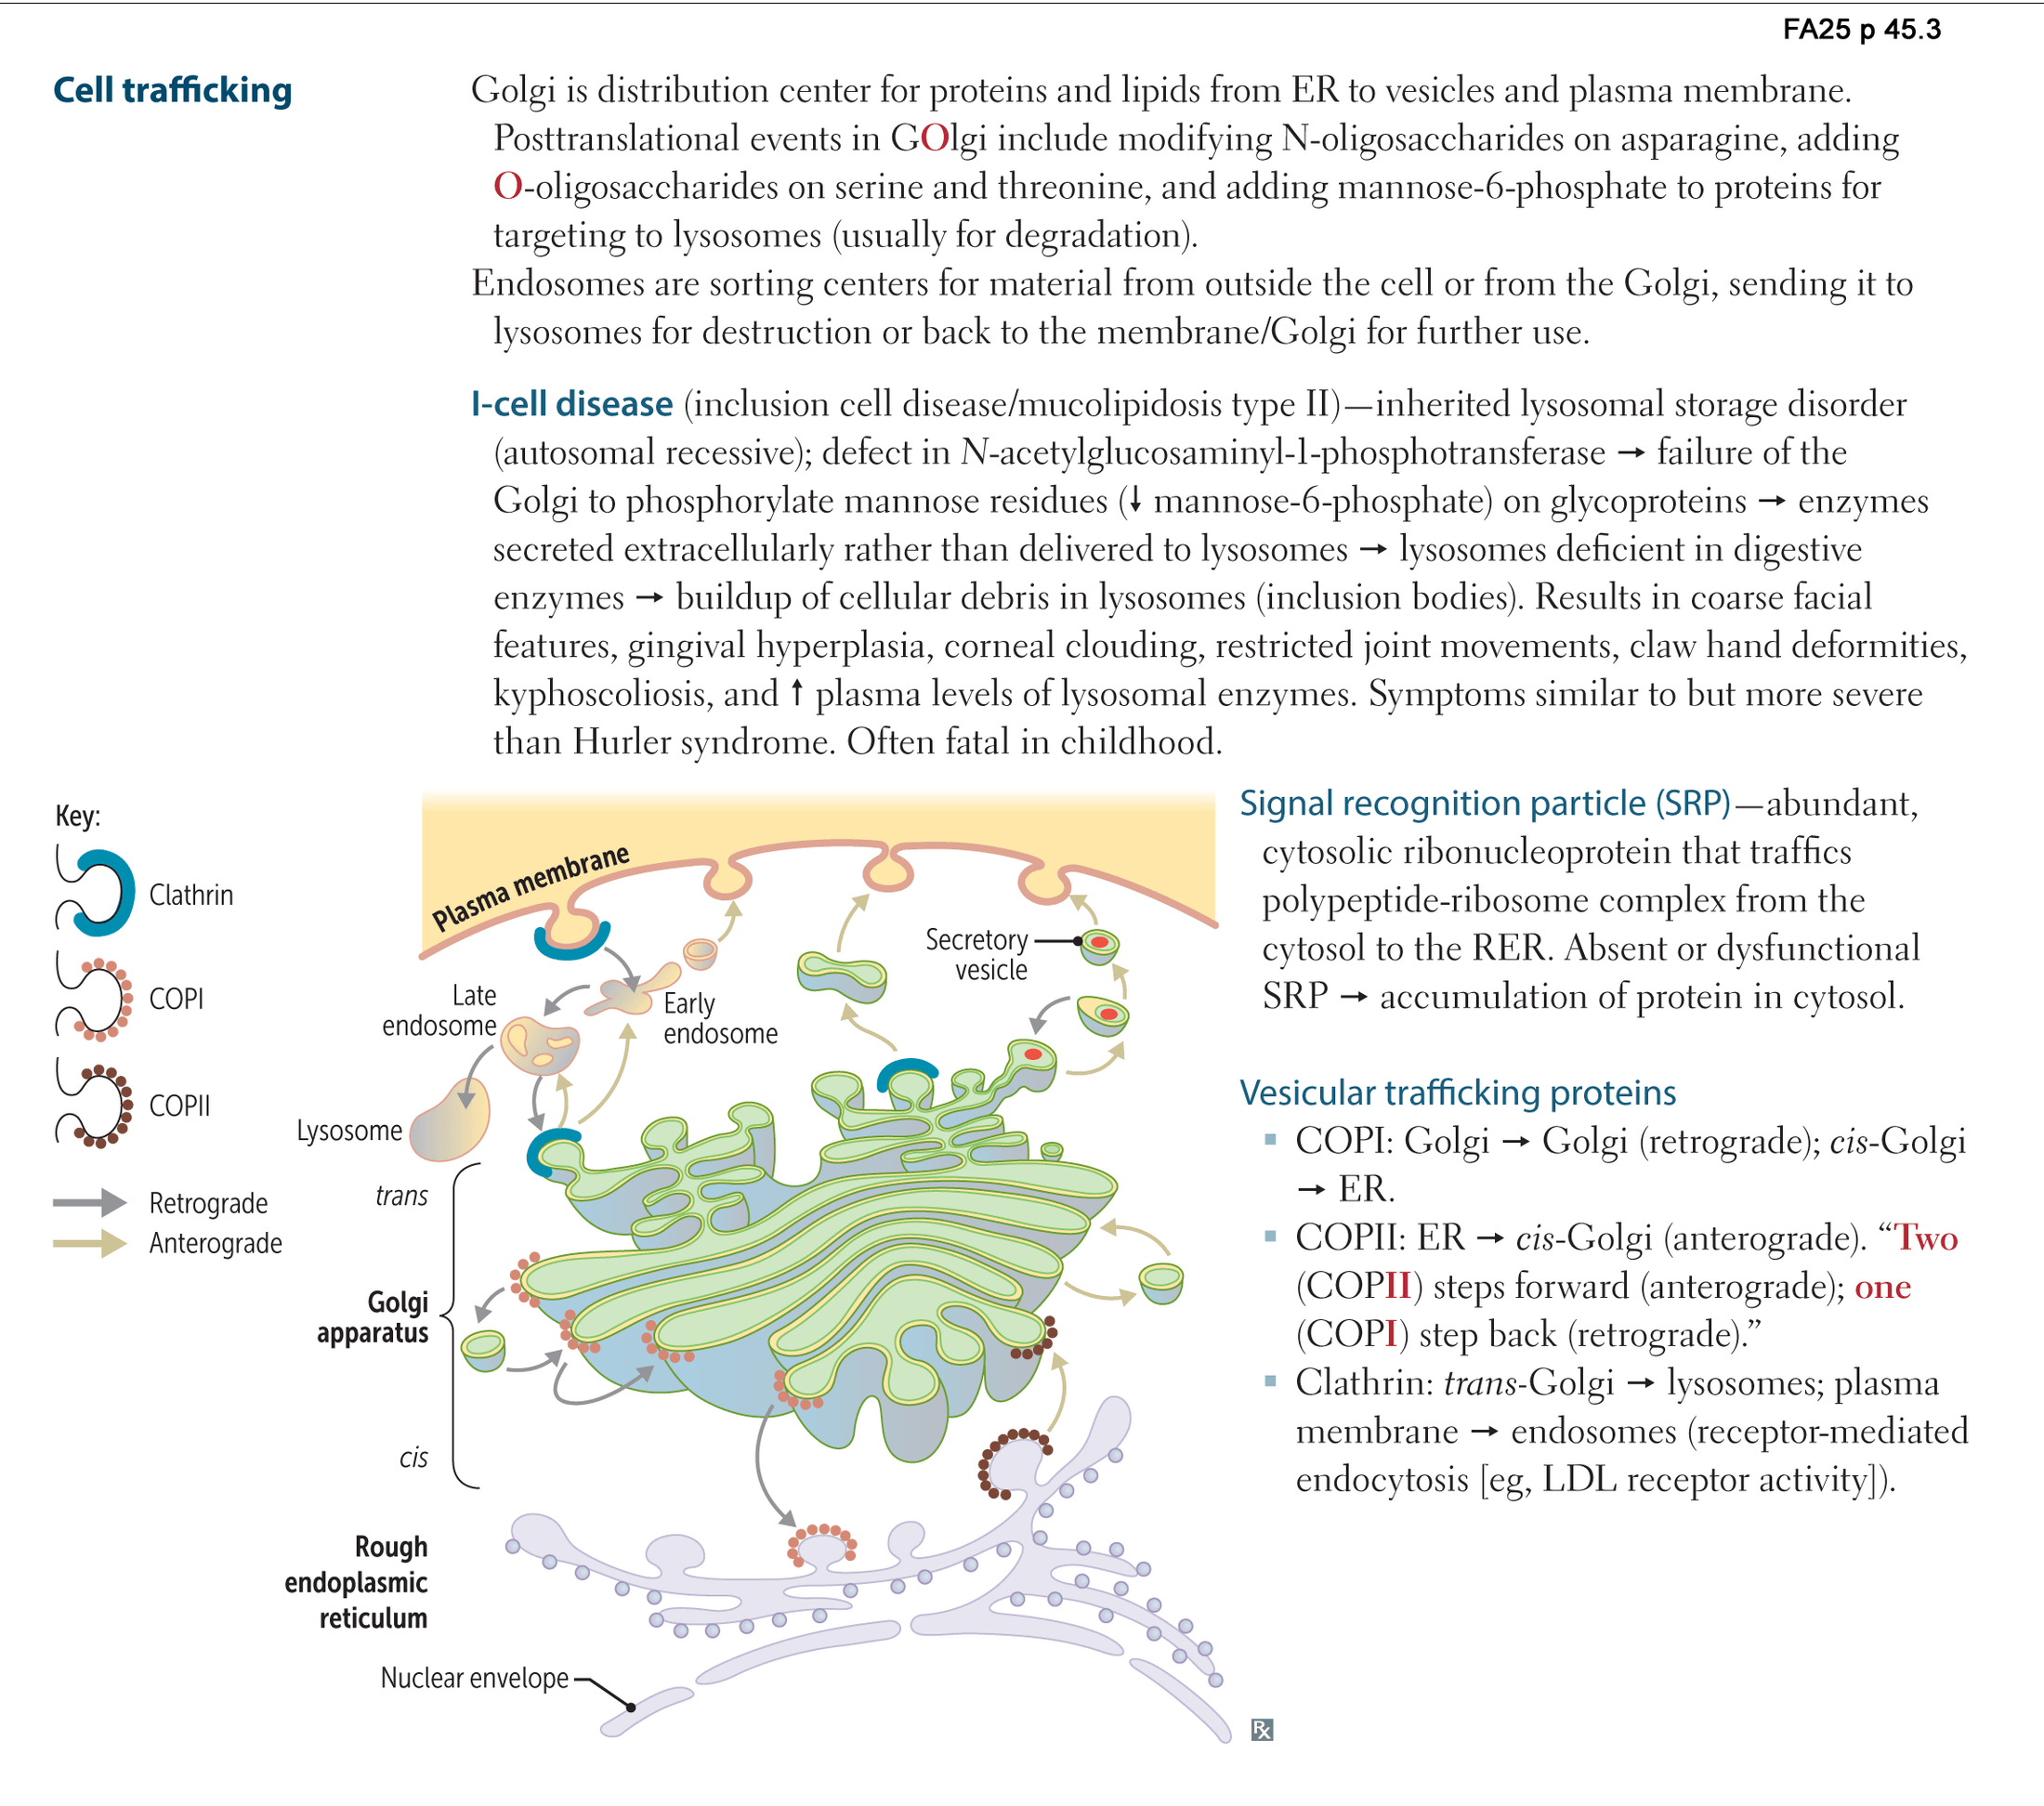 FA25 p 45.3
Cell trafficking
Golgi is distribution center for proteins and lipids from ER to vesicles and plasma membrane.
Posttranslational events in GOlgi include modifying N-oligosaccharides on asparagine, adding
O-oligosaccharides on serine and threonine, and adding mannose-6-phosphate to proteins for
targeting to lysosomes (usually for degradation).
Endosomes are sorting centers for material from outside the cell or from the Golgi, sending it to
lysosomes for destruction or back to the membrane/Golgi for further use.
I-cell disease (inclusion cell disease/mucolipidosis type II)—inherited lysosomal storage disorder
(autosomal recessive); defect in N-acetylglucosaminyl-1-phosphotransferase → failure of the
Golgi to phosphorylate mannose residues (↓ mannose-6-phosphate) on glycoproteins → enzymes
secreted extracellularly rather than delivered to lysosomes → lysosomes deficient in digestive
enzymes → buildup of cellular debris in lysosomes (inclusion bodies). Results in coarse facial
features, gingival hyperplasia, corneal clouding, restricted joint movements, claw hand deformities,
kyphoscoliosis, and ↑ plasma levels of lysosomal enzymes. Symptoms similar to but more severe
than Hurler syndrome. Often fatal in childhood.
Key:
Clathrin
COPI
COPII
Retrograde
Anterograde
Plasma membrane
Secretory
vesicle
Late
endosome
Early
endosome
Lysosome
trans
Golgi
apparatus
cis
Rough
endoplasmic
reticulum
Nuclear envelope
Signal recognition particle (SRP)—abundant,
cytosolic ribonucleoprotein that traffics
polypeptide-ribosome complex from the
cytosol to the RER. Absent or dysfunctional
SRP → accumulation of protein in cytosol.
Vesicular trafficking proteins
▪ COPI: Golgi → Golgi (retrograde); cis-Golgi
→ ER.
▪ COPII: ER → cis-Golgi (anterograde). “Two
(COPII) steps forward (anterograde); one
(COPI) step back (retrograde).”
▪ Clathrin: trans-Golgi → lysosomes; plasma
membrane → endosomes (receptor-mediated
endocytosis [eg, LDL receptor activity]).
Rx